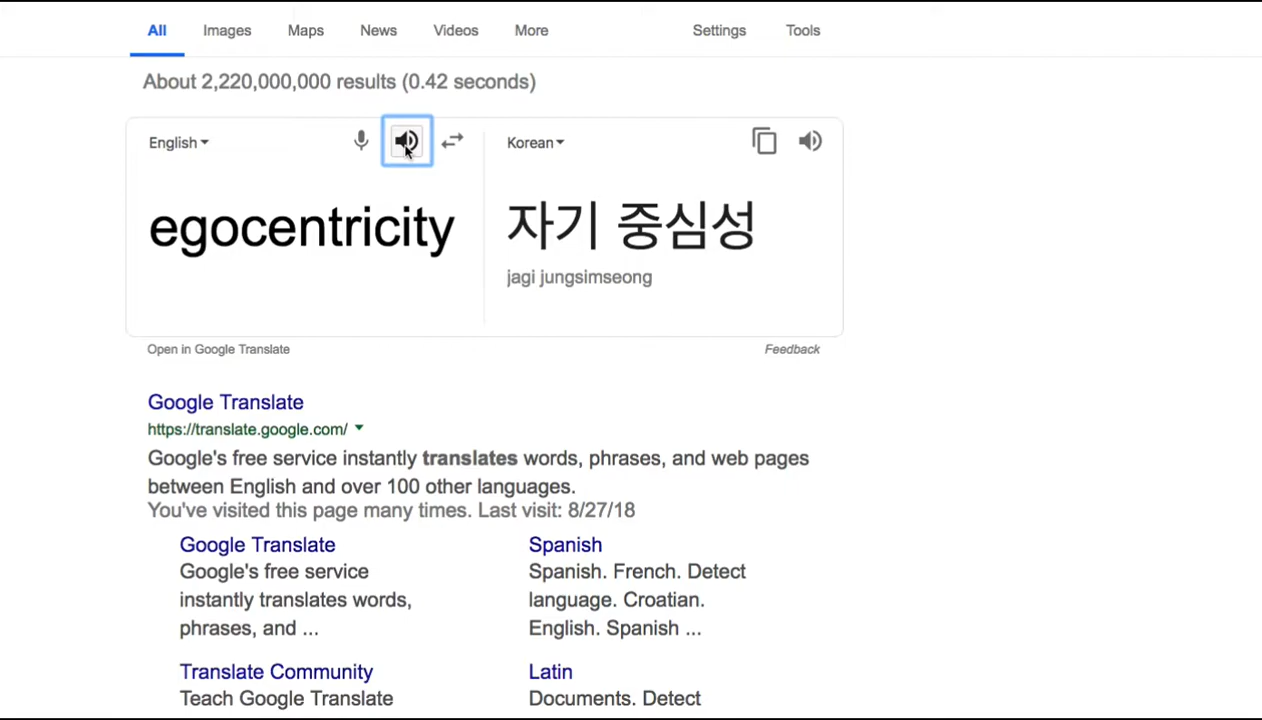 All Images Maps News Videos More Settings Tools
About 2,220,000,000 results (0.42 seconds)
English Korean
egocentricity 자기 중심성
jagi jungsimseong
Open in Google Translate Feedback
Google Translate
https://translate.google.com/
Google's free service instantly translates words, phrases, and web pages
between English and over 100 other languages.
You've visited this page many times. Last visit: 8/27/18
Google Translate
Google's free service
instantly translates words,
phrases, and ...
Spanish
Spanish. French. Detect
language. Croatian.
English. Spanish ...
Translate Community
Teach Google Translate
Latin
Documents. Detect